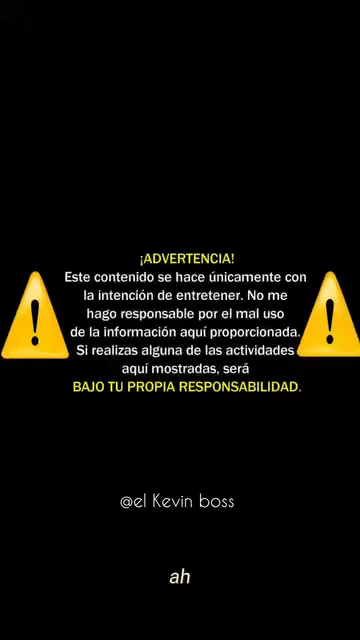 ¡ADVERTENCIA!
Este contenido se hace únicamente con
la intención de entretener. No me
hago responsable por el mal uso
de la información aquí proporcionada.
Si realizas alguna de las actividades
aquí mostradas, será
BAJO TU PROPIA RESPONSABILIDAD.
@el Kevin boss
ah